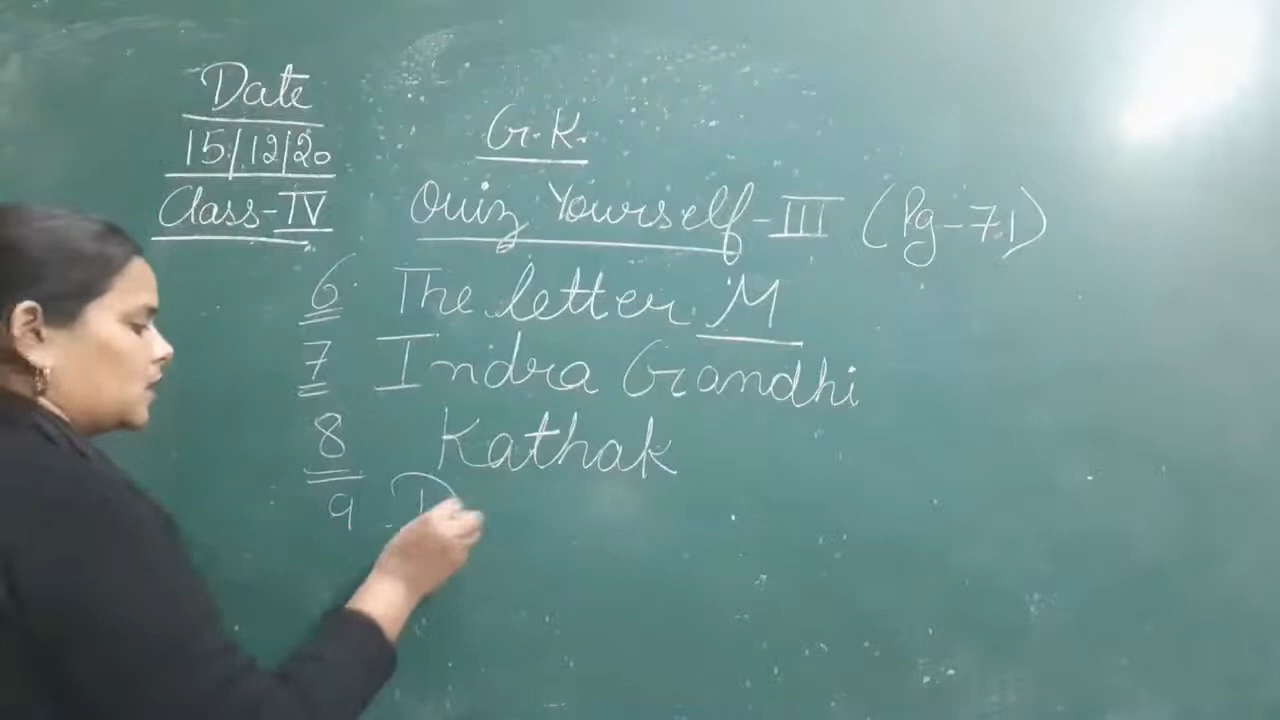 Date
15/12/20
Class-IV
G.K.
Quiz Yourself-III (Pg-71)
6. The letter M
7 Indra Grandhi
8 Kathak
9 D